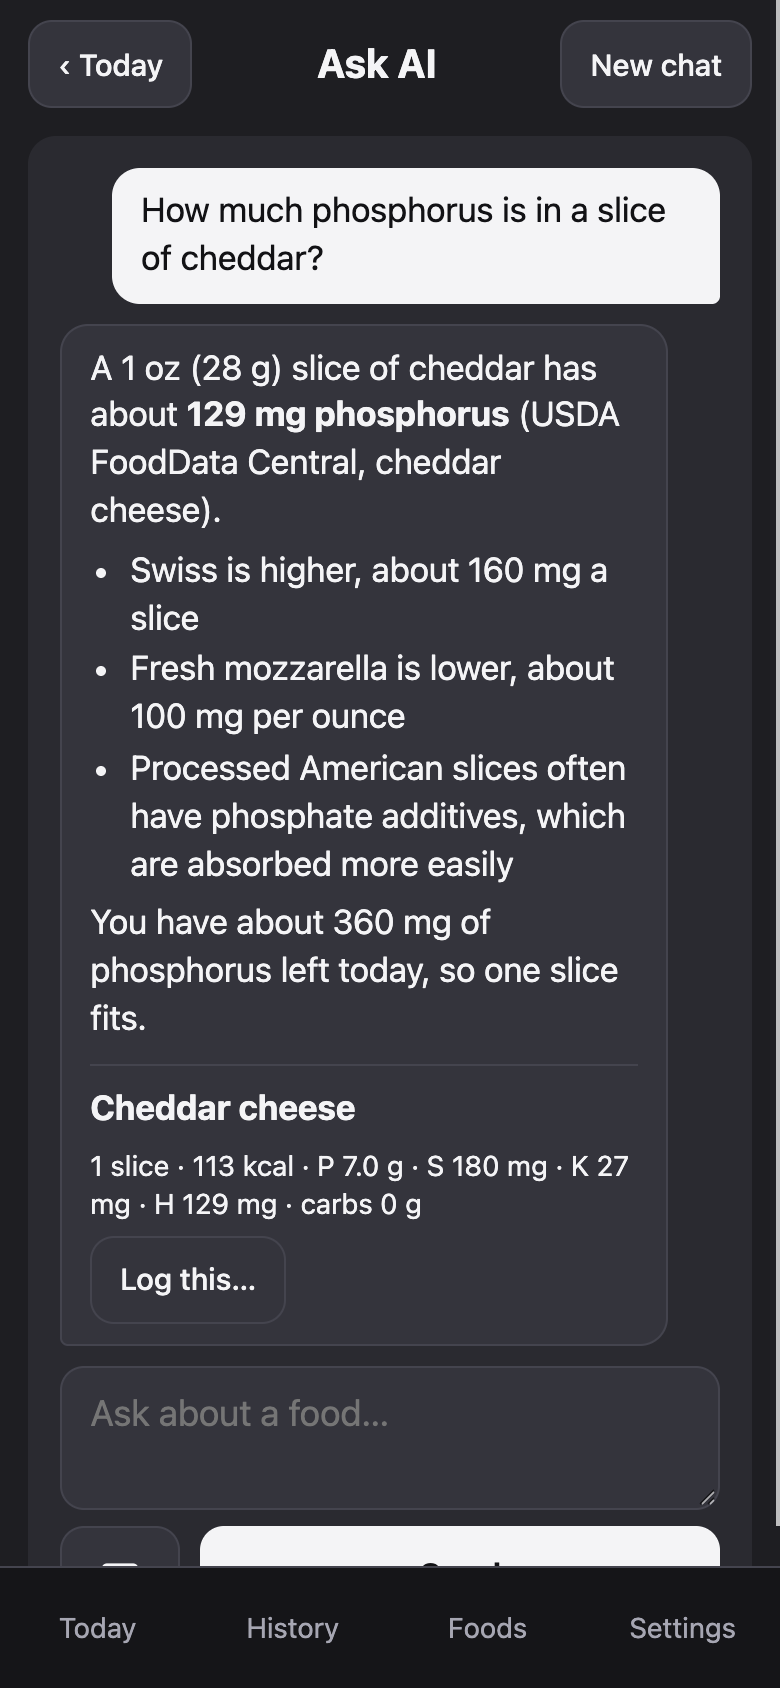 ‹ Today
Ask AI
New chat
How much phosphorus is in a slice
of cheddar?
A 1 oz (28 g) slice of cheddar has
about 129 mg phosphorus (USDA
FoodData Central, cheddar
cheese).
• Swiss is higher, about 160 mg a
slice
• Fresh mozzarella is lower, about
100 mg per ounce
• Processed American slices often
have phosphate additives, which
are absorbed more easily
You have about 360 mg of
phosphorus left today, so one slice
fits.
Cheddar cheese
1 slice · 113 kcal · P 7.0 g · S 180 mg · K 27
mg · H 129 mg · carbs 0 g
Log this...
Ask about a food...
Today
History
Foods
Settings